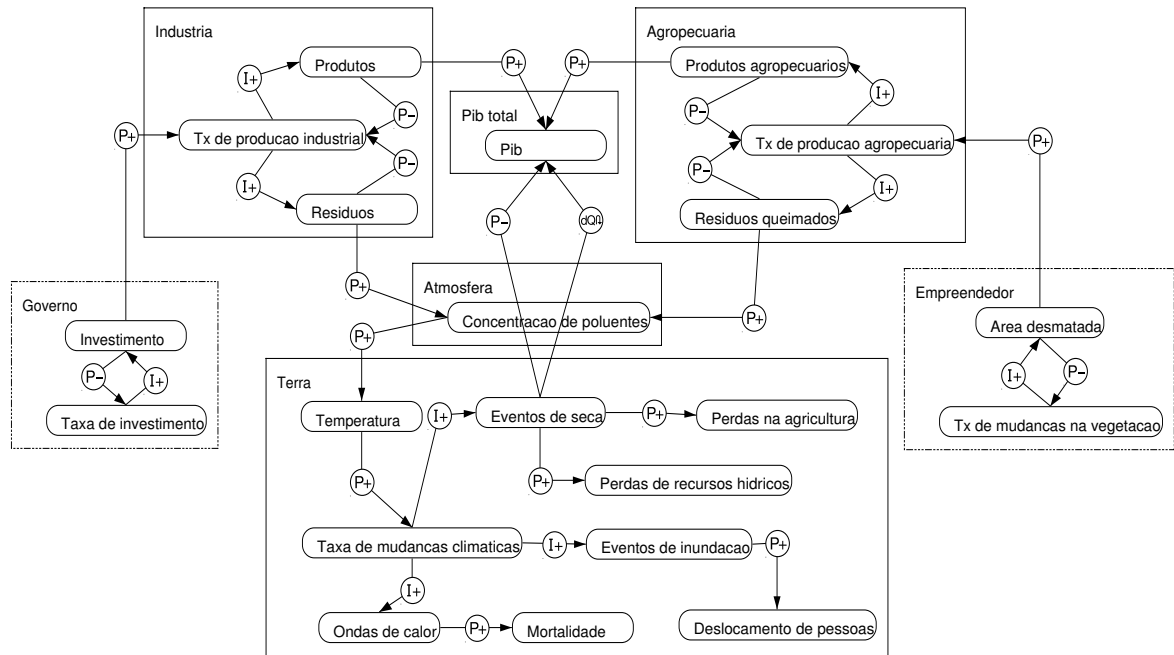 Industria
Produtos
I+
P+
P-
Tx de producao industrial
P+
I+
P-
Residuos
P+
Pib total
Pib
P-
Agropecuaria
P+
Produtos agropecuarios
I+
P-
Tx de producao agropecuaria
P+
P-
I+
Residuos queimados
P+
Governo
Investimento
P-
I+
Taxa de investimento
Atmosfera
Concentracao de poluentes
P+
Empreendedor
Area desmatada
I+
P-
Tx de mudancas na vegetacao
Terra
Temperatura
I+
Eventos de seca
P+
Perdas na agricultura
P+
P+
Perdas de recursos hidricos
Taxa de mudancas climaticas
I+
Eventos de inundacao
P+
I+
Ondas de calor
P+
Mortalidade
Deslocamento de pessoas